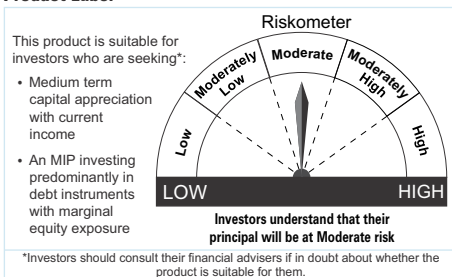 Riskometer
This product is suitable for
investors who are seeking*:
• Medium term
capital appreciation
with current
income
• An MIP investing
predominantly in
debt instruments
with marginal
equity exposure
Low
Moderately
Low
Moderate
Moderately
High
High
LOW
HIGH
Investors understand that their
principal will be at Moderate risk
*Investors should consult their financial advisers if in doubt about whether the
product is suitable for them.